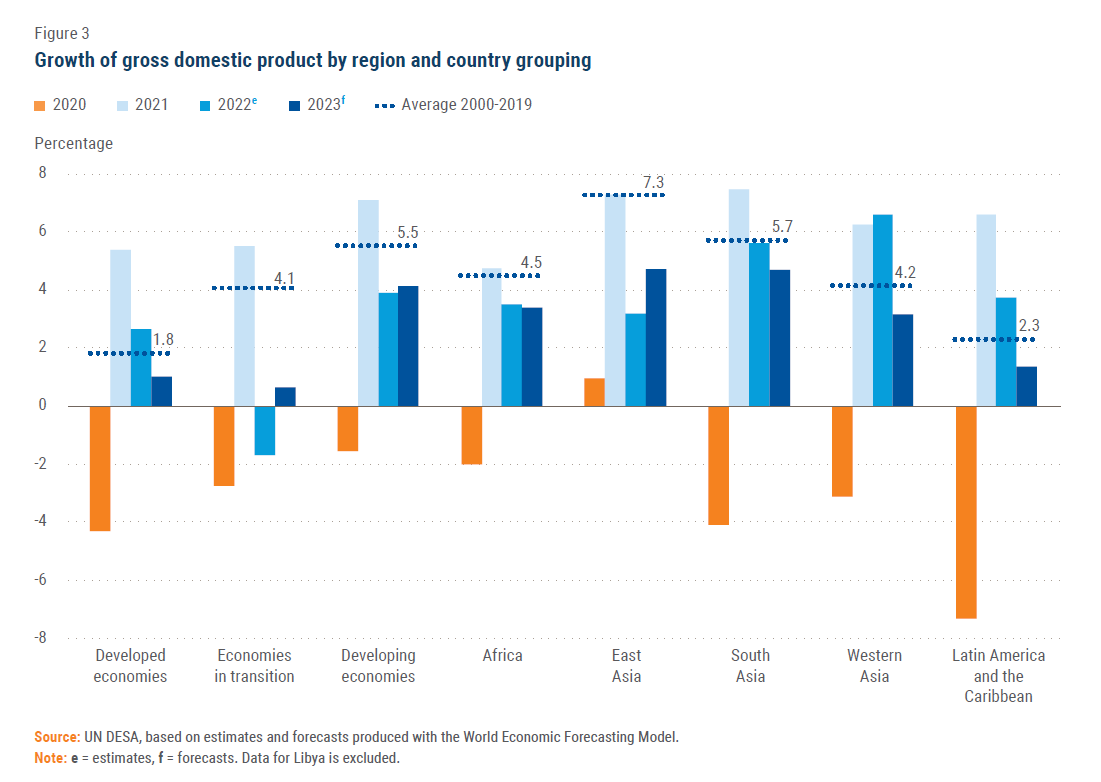 Figure 3
Growth of gross domestic product by region and country grouping
2020 2021 2022e 2023f Average 2000-2019
Percentage
8
6
4
2
0
-2
-4
-6
-8
1.8
4.1
5.5
4.5
7.3
5.7
4.2
2.3
Developed
economies
Economies
in transition
Developing
economies
Africa
East
Asia
South
Asia
Western
Asia
Latin America
and the
Caribbean
Source: UN DESA, based on estimates and forecasts produced with the World Economic Forecasting Model.
Note: e = estimates, f = forecasts. Data for Libya is excluded.